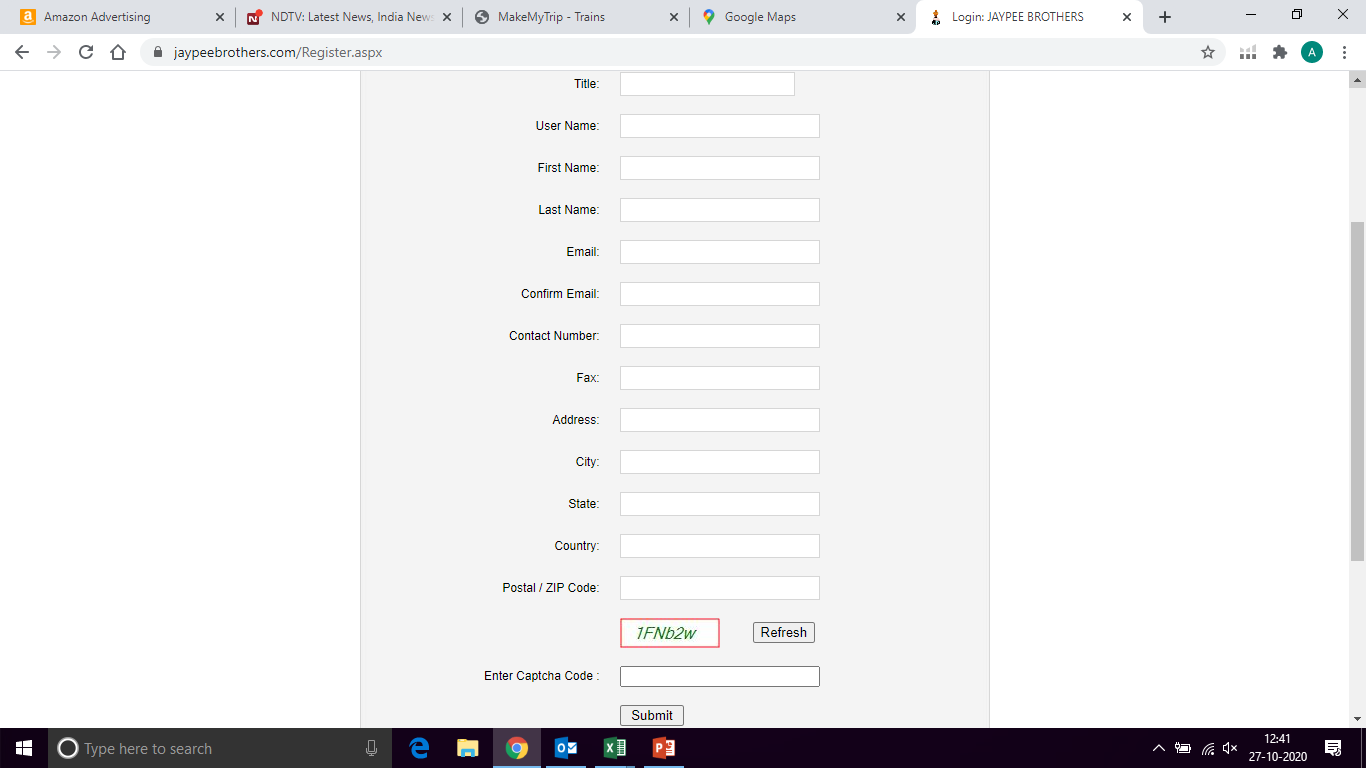 Amazon Advertising
NDTV: Latest News, India News
MakeMyTrip - Trains
Google Maps
Login: JAYPEE BROTHERS
jaypeebrothers.com/Register.aspx
A
Title:
User Name:
First Name:
Last Name:
Email:
Confirm Email:
Contact Number:
Fax:
Address:
City:
State:
Country:
Postal / ZIP Code:
1FNb2w Refresh
Enter Captcha Code :
Submit
Type here to search
12:41
27-10-2020